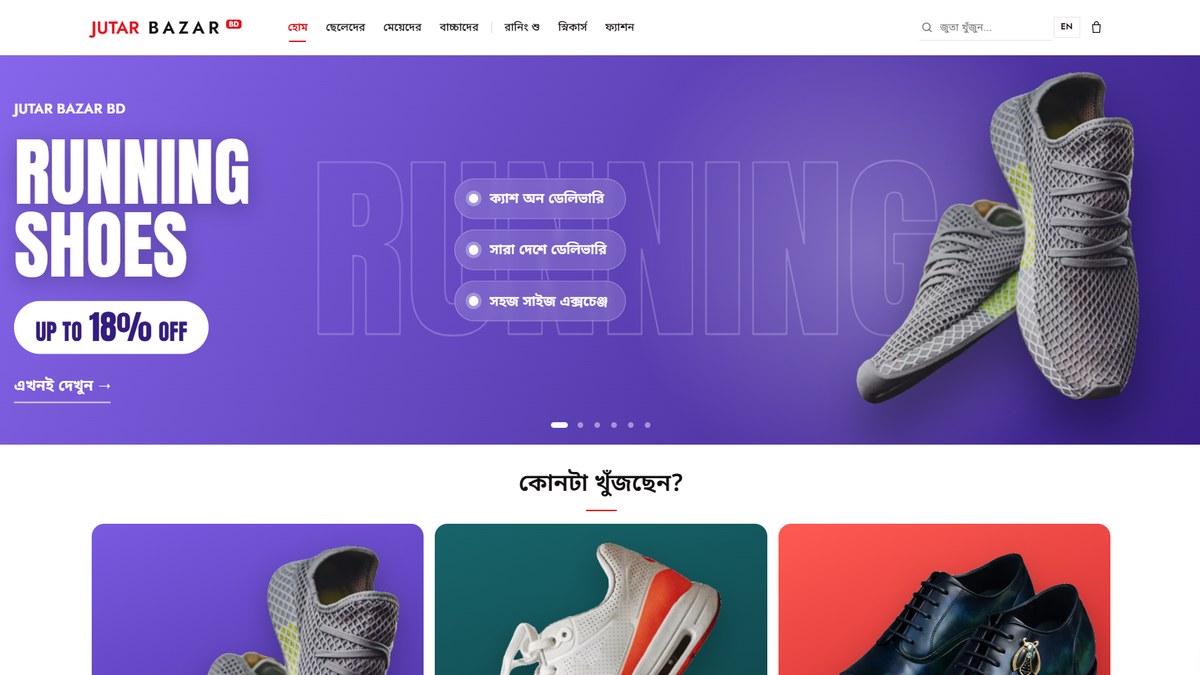 JUTAR BAZAR BD
হোম
ছেলেদের
মেয়েদের
বাচ্চাদের
রানিং শু
স্নিকার্স
ফ্যাশন
জুতা খুঁজুন...
EN
JUTAR BAZAR BD
RUNNING
SHOES
UP TO 18% OFF
এখনই দেখুন →
RUNNING
ক্যাশ অন ডেলিভারি
সারা দেশে ডেলিভারি
সহজ সাইজ এক্সচেঞ্জ
কোনটা খুঁজছেন?